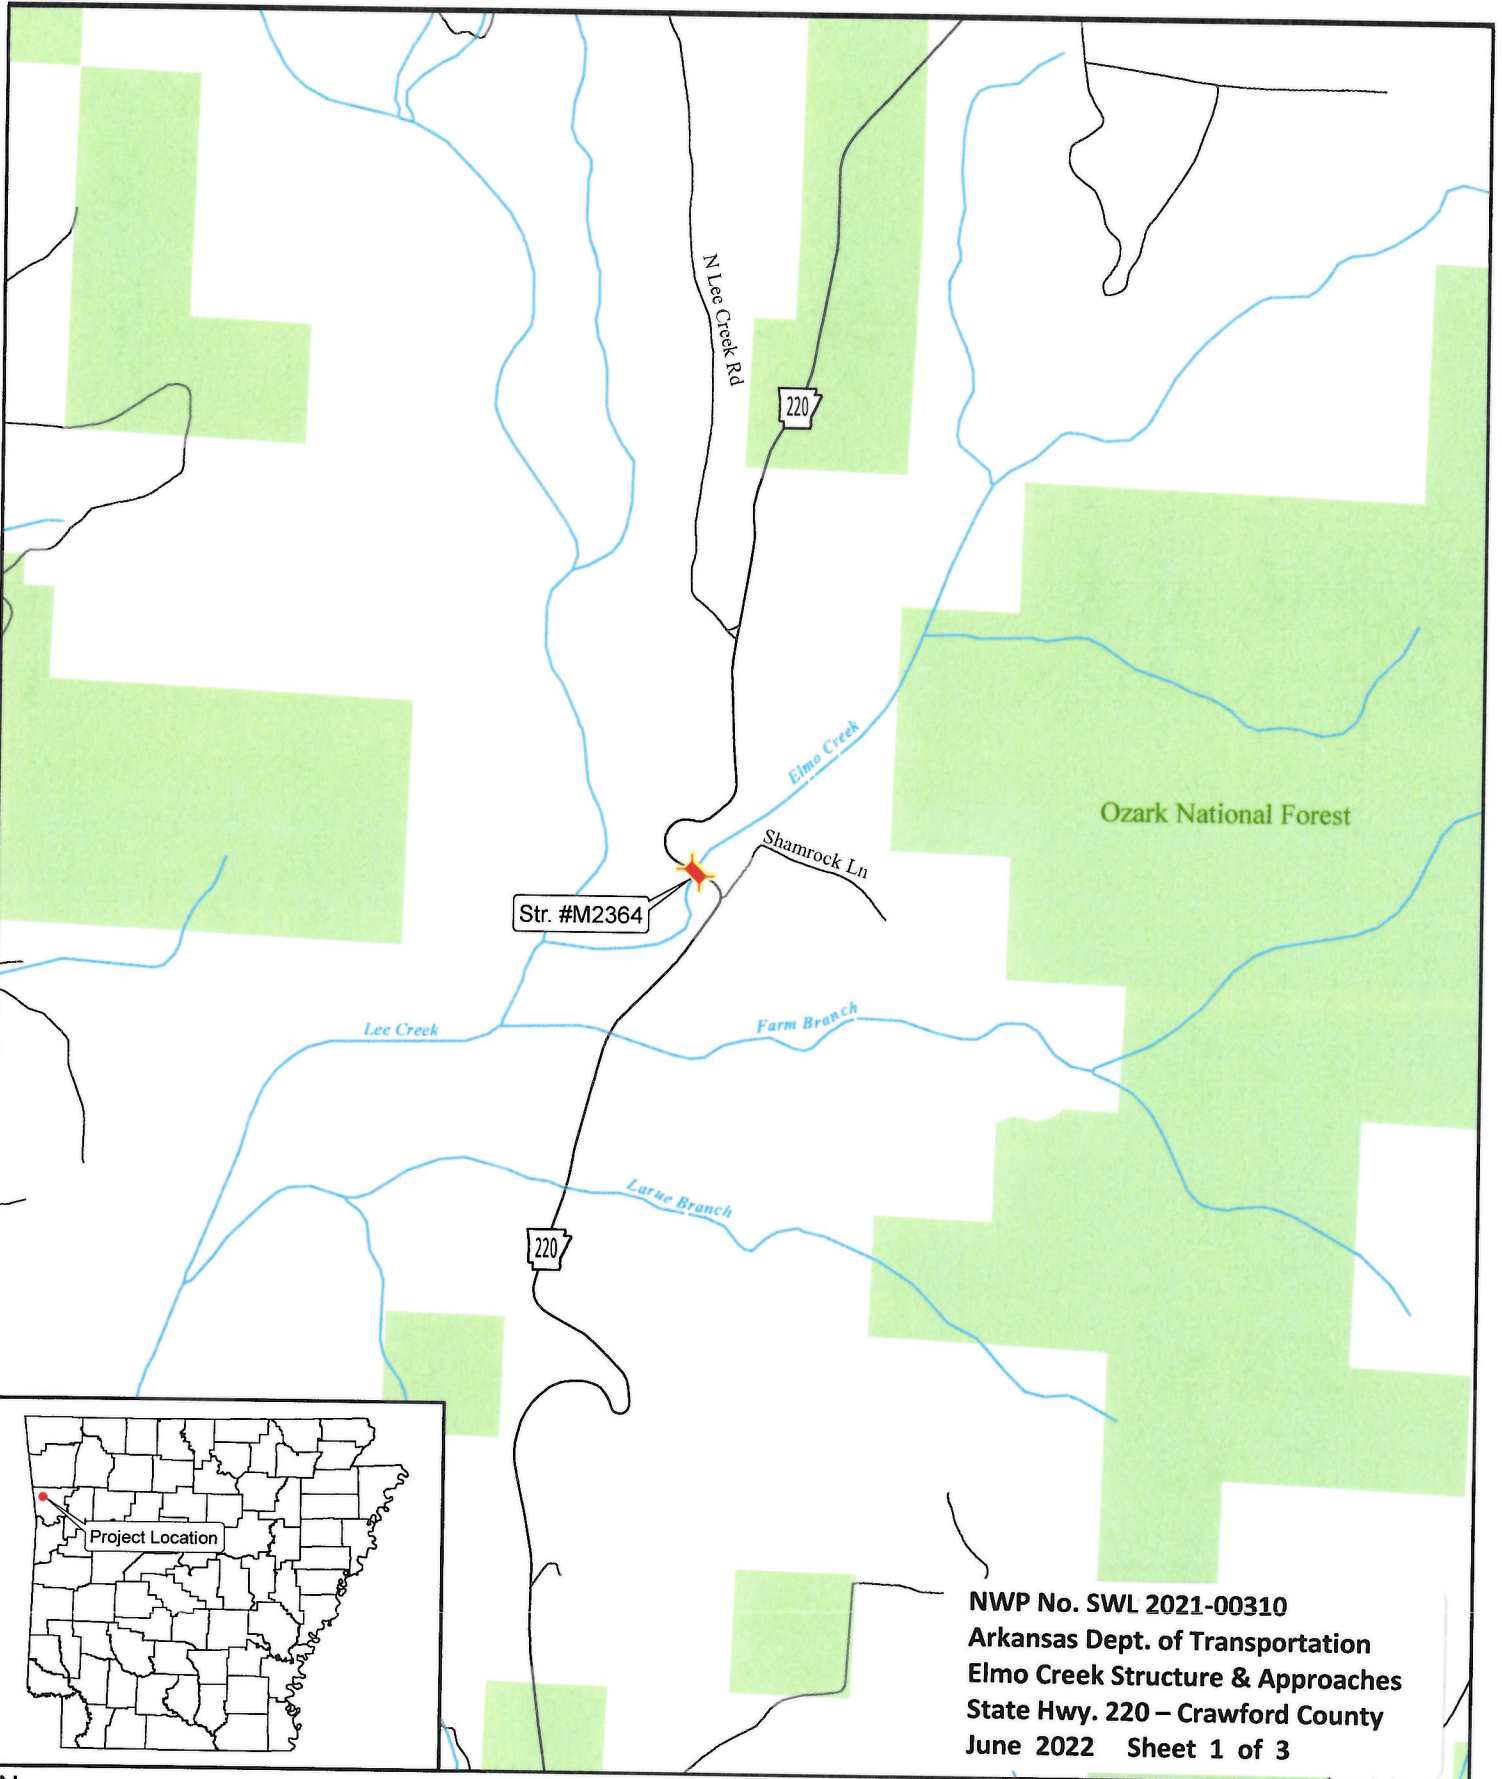 N Lee Creek Rd
220
Elmo Creek
Ozark National Forest
Shamrock Ln
Str. #M2364
Farm Branch
Lee Creek
Larue Branch
220
Project Location
NWP No. SWL 2021-00310
Arkansas Dept. of Transportation
Elmo Creek Structure & Approaches
State Hwy. 220 – Crawford County
June 2022 Sheet 1 of 3